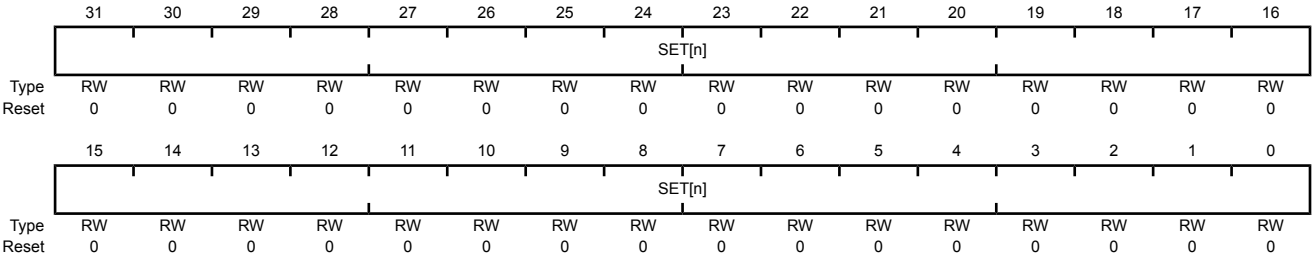 31 30 29 28 27 26 25 24 23 22 21 20 19 18 17 16
SET[n]
Type RW RW RW RW RW RW RW RW RW RW RW RW RW RW RW RW
Reset 0 0 0 0 0 0 0 0 0 0 0 0 0 0 0 0
15 14 13 12 11 10 9 8 7 6 5 4 3 2 1 0
SET[n]
Type RW RW RW RW RW RW RW RW RW RW RW RW RW RW RW RW
Reset 0 0 0 0 0 0 0 0 0 0 0 0 0 0 0 0